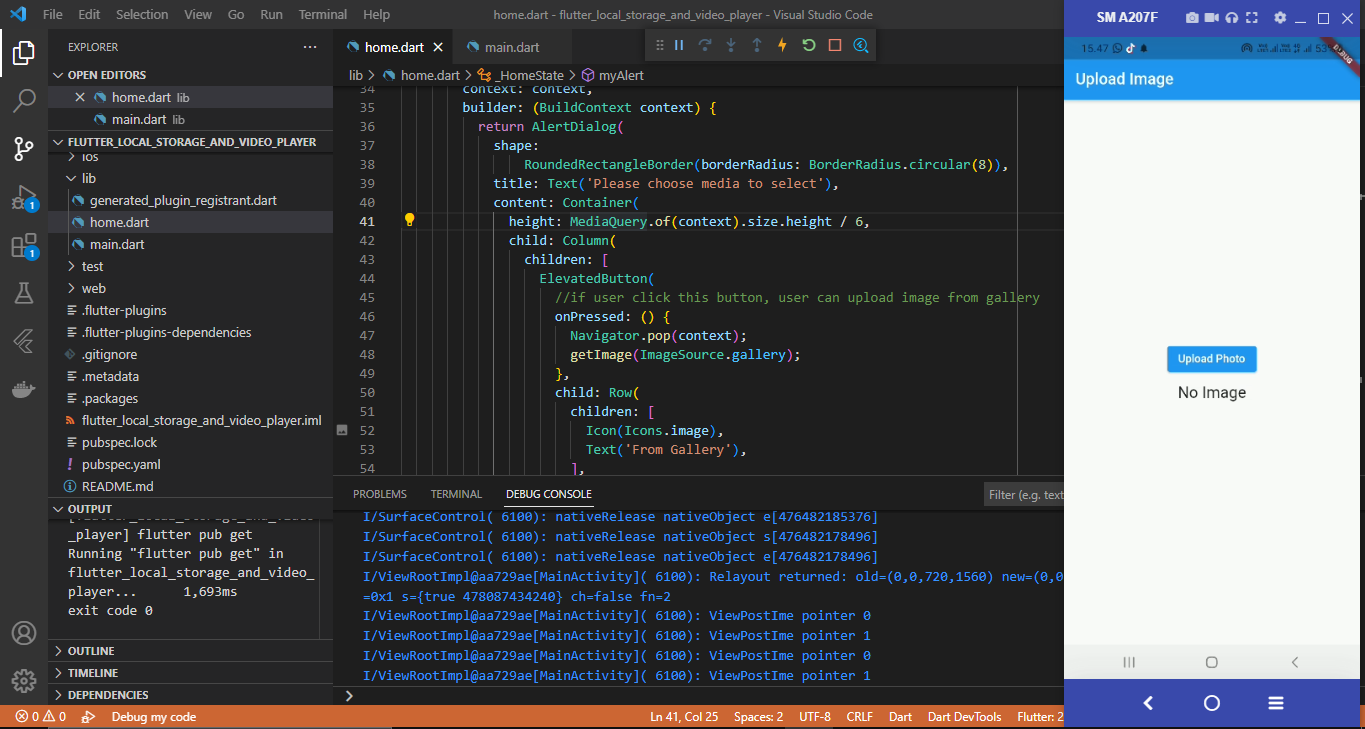 File Edit Selection View Go Run Terminal Help
home.dart - flutter_local_storage_and_video_player - Visual Studio Code
EXPLORER
OPEN EDITORS
home.dart lib
main.dart lib
FLUTTER_LOCAL_STORAGE_AND_VIDEO_PLAYER
ios
lib
generated_plugin_registrant.dart
home.dart
main.dart
test
web
.flutter-plugins
.flutter-plugins-dependencies
.gitignore
.metadata
.packages
flutter_local_storage_and_video_player.iml
pubspec.lock
pubspec.yaml
README.md
OUTPUT
_player] flutter pub get
Running "flutter pub get" in
flutter_local_storage_and_video_
player... 1,693ms
exit code 0
OUTLINE
TIMELINE
DEPENDENCIES
1
1
home.dart main.dart
lib > home.dart > _HomeState > myAlert
34 context: context,
35 builder: (BuildContext context) {
36 return AlertDialog(
37 shape:
38 RoundedRectangleBorder(borderRadius: BorderRadius.circular(8)),
39 title: Text('Please choose media to select'),
40 content: Container(
41 height: MediaQuery.of(context).size.height / 6,
42 child: Column(
43 children: [
44 ElevatedButton(
45 //if user click this button, user can upload image from gallery
46 onPressed: () {
47 Navigator.pop(context);
48 getImage(ImageSource.gallery);
49 },
50 child: Row(
51 children: [
52 Icon(Icons.image),
53 Text('From Gallery'),
54 ],
PROBLEMS TERMINAL DEBUG CONSOLE
Filter (e.g. text
I/SurfaceControl( 6100): nativeRelease nativeObject e[476482185376]
I/SurfaceControl( 6100): nativeRelease nativeObject s[476482178496]
I/SurfaceControl( 6100): nativeRelease nativeObject e[476482178496]
I/ViewRootImpl@aa729ae[MainActivity]( 6100): Relayout returned: old=(0,0,720,1560) new=(0,0
=0x1 s={true 478087434240} ch=false fn=2
I/ViewRootImpl@aa729ae[MainActivity]( 6100): ViewPostIme pointer 0
I/ViewRootImpl@aa729ae[MainActivity]( 6100): ViewPostIme pointer 1
I/ViewRootImpl@aa729ae[MainActivity]( 6100): ViewPostIme pointer 0
I/ViewRootImpl@aa729ae[MainActivity]( 6100): ViewPostIme pointer 1
0 0 Debug my code
Ln 41, Col 25 Spaces: 2 UTF-8 CRLF Dart Dart DevTools Flutter: 2
SM A207F
15.47
DEBUG
Upload Image
Upload Photo
No Image